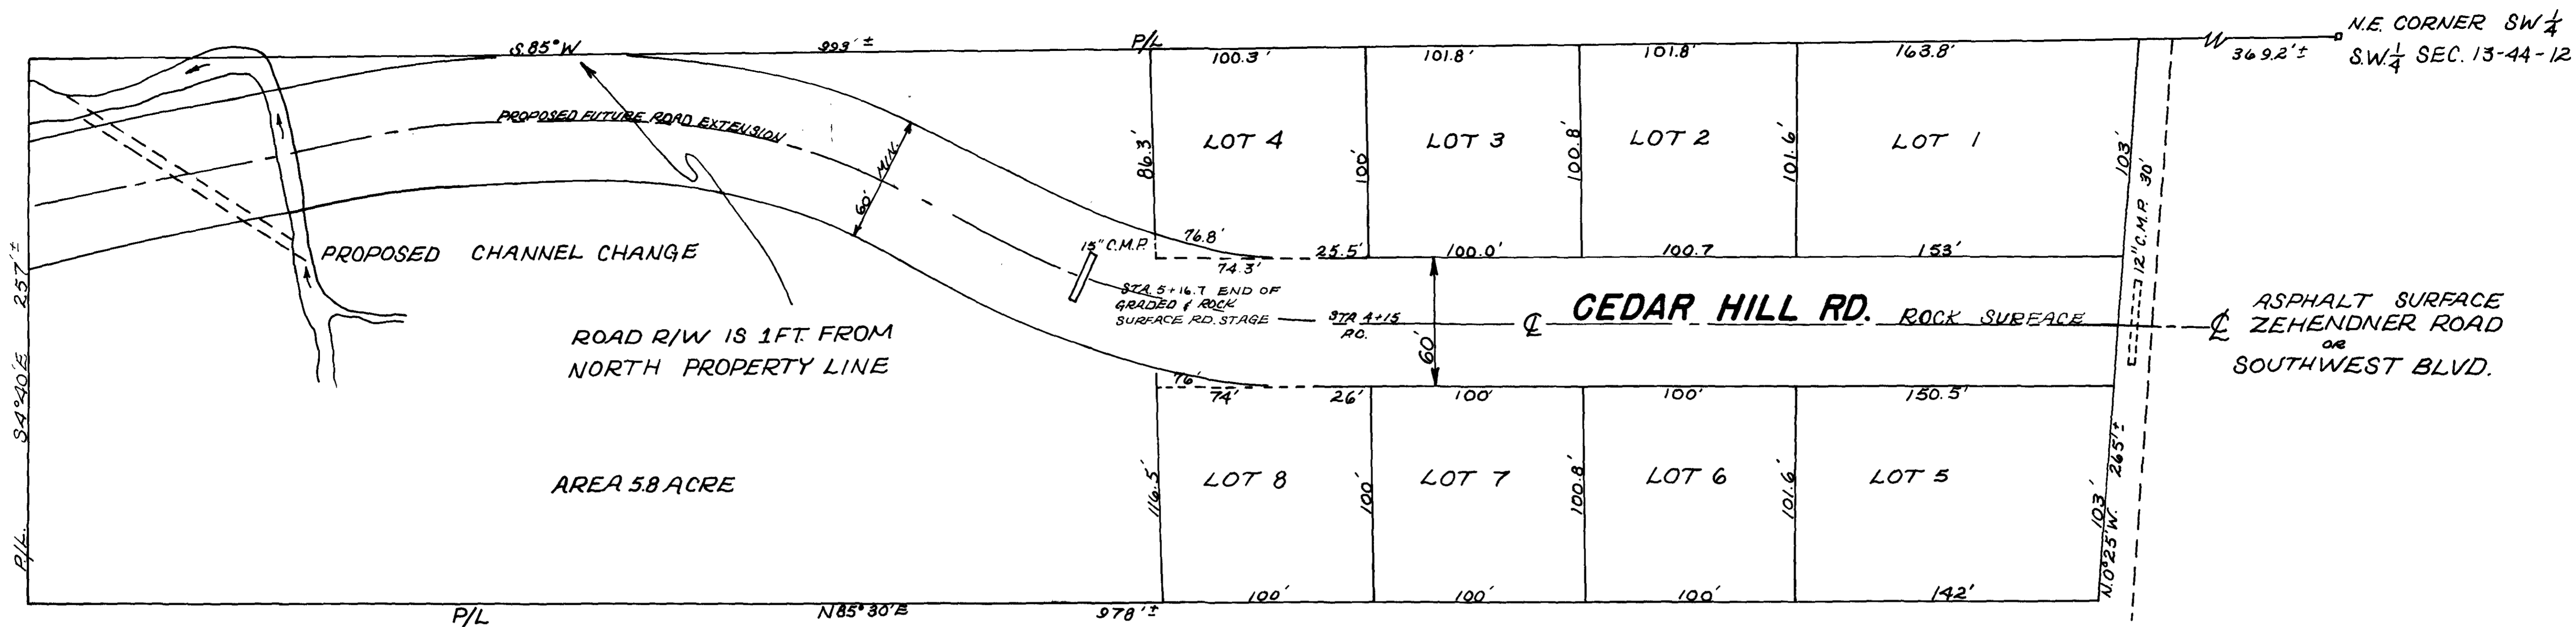 S.85°W 999'± P/L
N.E. CORNER SW 1/4
S.W. 1/4 SEC. 13-44-12
369.2'±
100.3' 101.8' 101.8' 163.8'
PROPOSED FUTURE ROAD EXTENSION
LOT 4 LOT 3 LOT 2 LOT 1
86.3' 100' 100.8' 101.6' 103'
60' MIN.
30'
12" C.M.P.
76.8'
74.3' 25.5' 100.0' 100.7 153'
15" C.M.P.
PROPOSED CHANNEL CHANGE
STA. 5+16.7 END OF
GRADED & ROCK
SURFACE RD. STAGE
STA 4+15
P.C.
60'
℄ CEDAR HILL RD. ROCK SURFACE
℄
ASPHALT SURFACE
ZEHENDNER ROAD
OR
SOUTHWEST BLVD.
ROAD R/W IS 1 FT. FROM
NORTH PROPERTY LINE
76'
74' 26' 100' 100' 150.5'
AREA 5.8 ACRE
LOT 8 LOT 7 LOT 6 LOT 5
116.5' 100' 100.8' 101.6' 103'
N.0°25'W. 265'±
P/L. S4°40'E 257'±
100' 100' 100' 142'
P/L N85°30'E 978'±